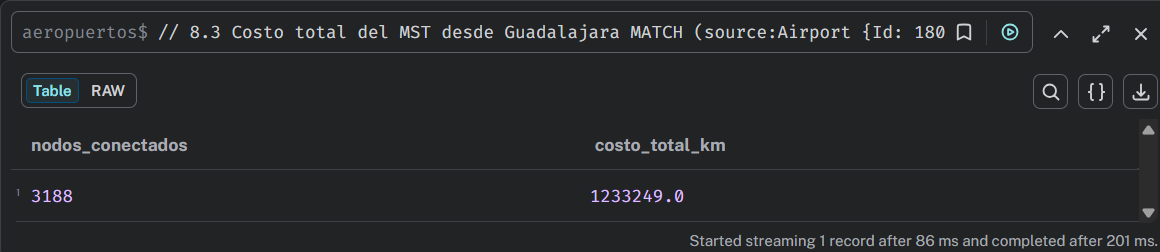 aeropuertos$ // 8.3 Costo total del MST desde Guadalajara MATCH (source:Airport {Id: 180
Table RAW
nodos_conectados costo_total_km
1 3188 1233249.0
Started streaming 1 record after 86 ms and completed after 201 ms.